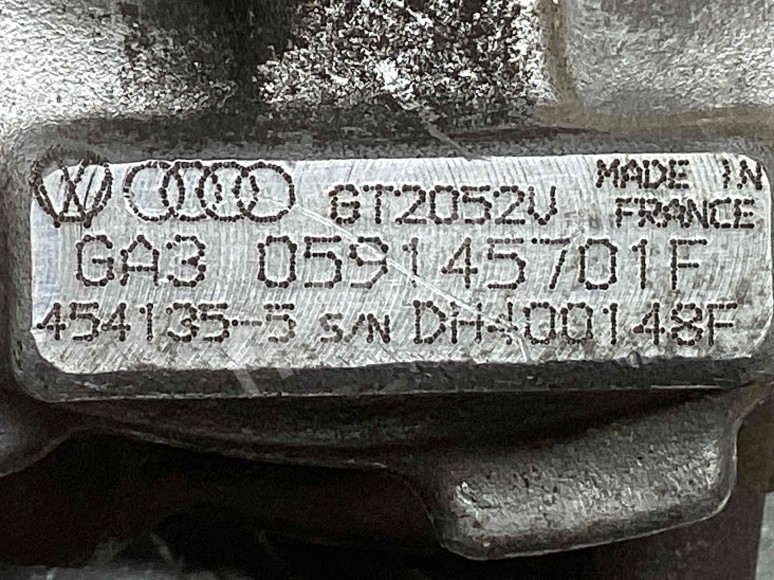 GT2052V MADE IN
FRANCE
GA3 059145701F
454135-5 S/N DH400148F